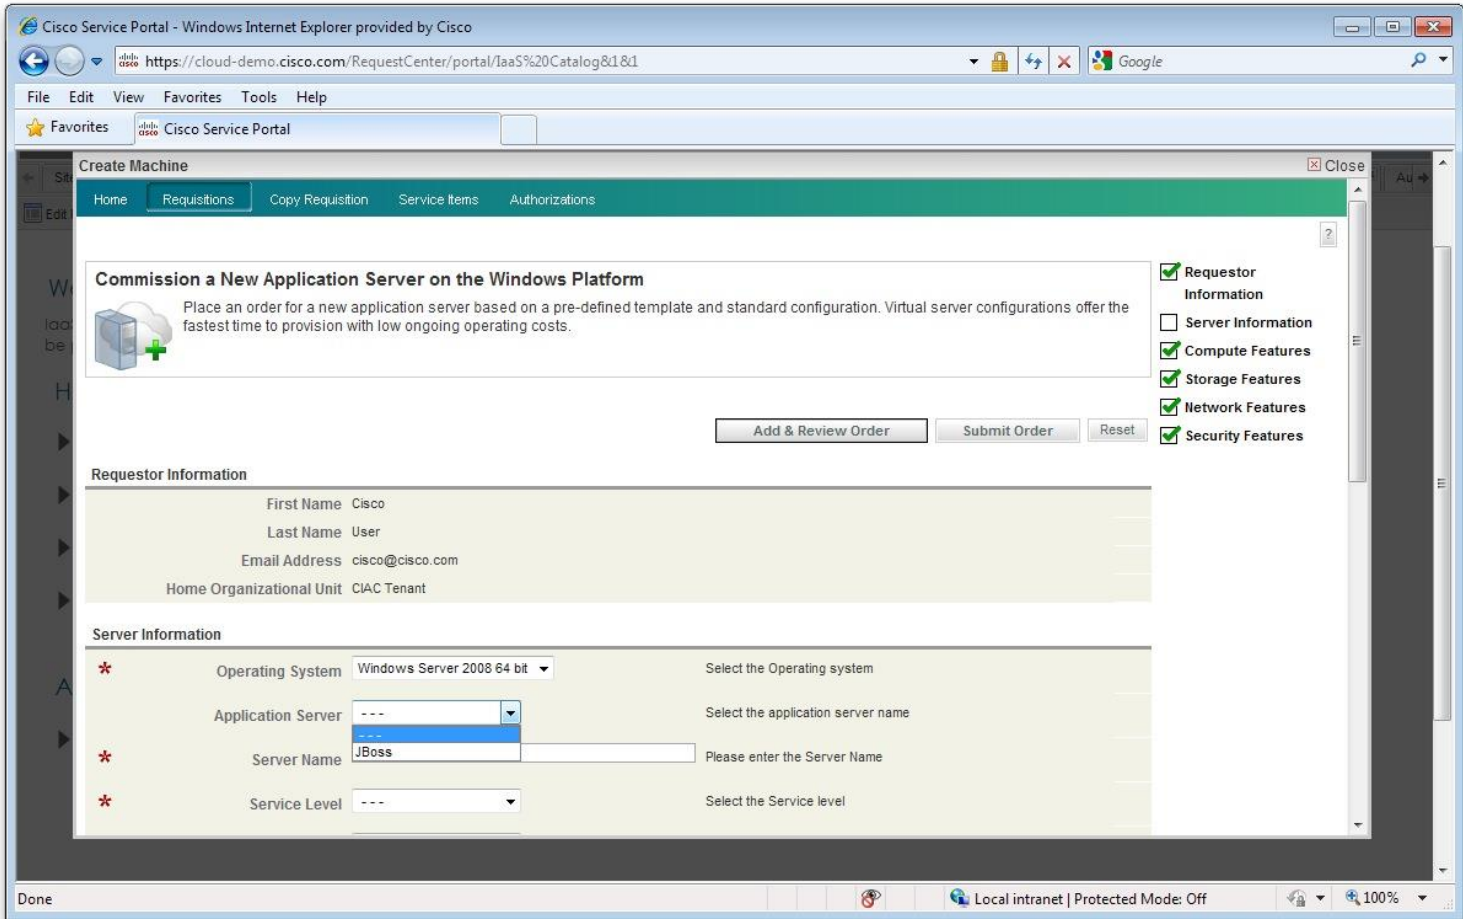 Cisco Service Portal - Windows Internet Explorer provided by Cisco
https://cloud-demo.cisco.com/RequestCenter/portal/IaaS%20Catalog&1&1
Google
File Edit View Favorites Tools Help
Favorites
Cisco Service Portal
Create Machine
Close
Home Requisitions Copy Requisition Service Items Authorizations
?
Commission a New Application Server on the Windows Platform
Place an order for a new application server based on a pre-defined template and standard configuration. Virtual server configurations offer the
fastest time to provision with low ongoing operating costs.
Requestor
Information
Server Information
Compute Features
Storage Features
Network Features
Security Features
Add & Review Order Submit Order Reset
Requestor Information
First Name Cisco
Last Name User
Email Address cisco@cisco.com
Home Organizational Unit CIAC Tenant
Server Information
* Operating System Windows Server 2008 64 bit Select the Operating system
Application Server --- Select the application server name
---
JBoss
* Server Name Please enter the Server Name
* Service Level --- Select the Service level
Done
Local intranet | Protected Mode: Off
100%